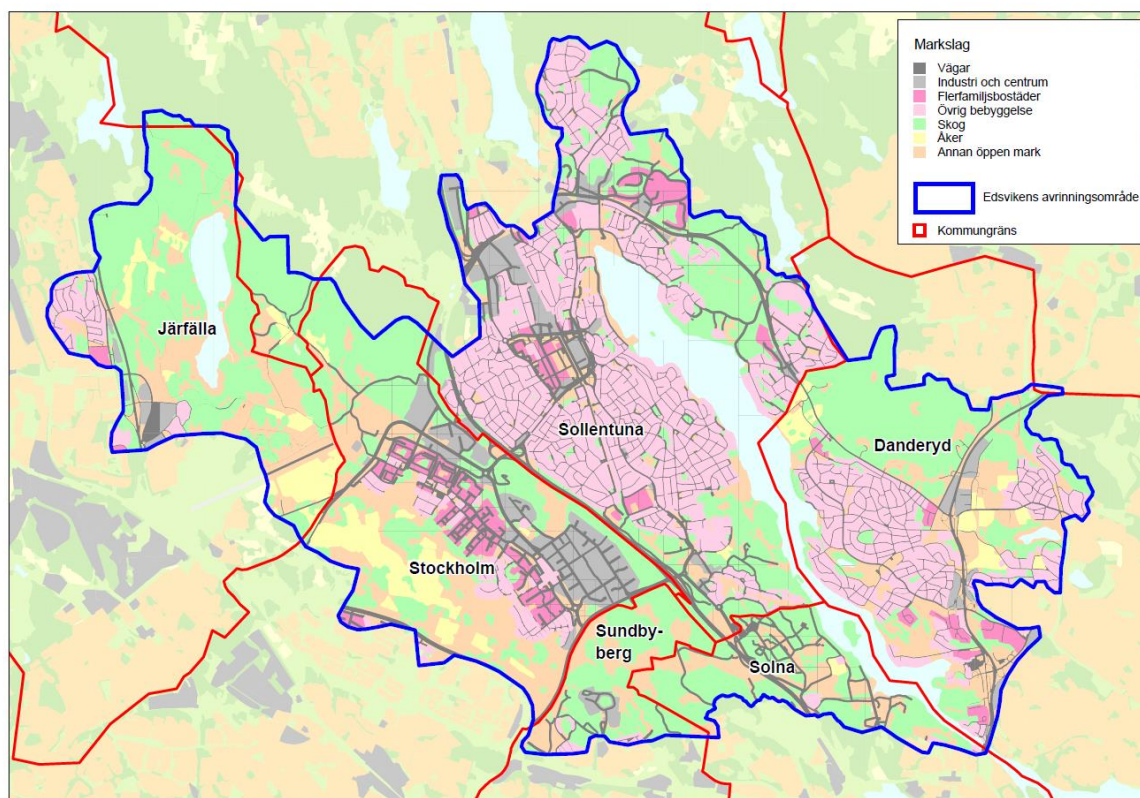 Markslag
Vägar
Industri och centrum
Flerfamiljsbostäder
Övrig bebyggelse
Skog
Åker
Annan öppen mark
Edsvikens avrinningsområde
Kommungräns
Järfälla
Sollentuna
Danderyd
Stockholm
Sundby-
berg
Solna